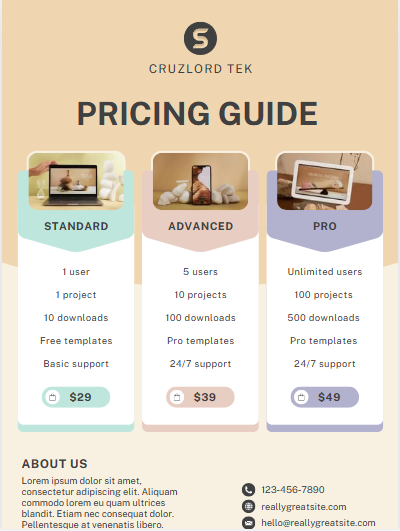 S
CRUZLORD TEK
PRICING GUIDE
STANDARD
1 user
1 project
10 downloads
Free templates
Basic support
$29
ADVANCED
5 users
10 projects
100 downloads
Pro templates
24/7 support
$39
PRO
Unlimited users
100 projects
500 downloads
Pro templates
24/7 support
$49
ABOUT US
Lorem ipsum dolor sit amet,
consectetur adipiscing elit. Aliquam
commodo lorem eu quam ultrices
blandit. Etiam nec consequat dolor.
Pellentesque at venenatis libero.
123-456-7890
reallygreatsite.com
hello@reallygreatsite.com